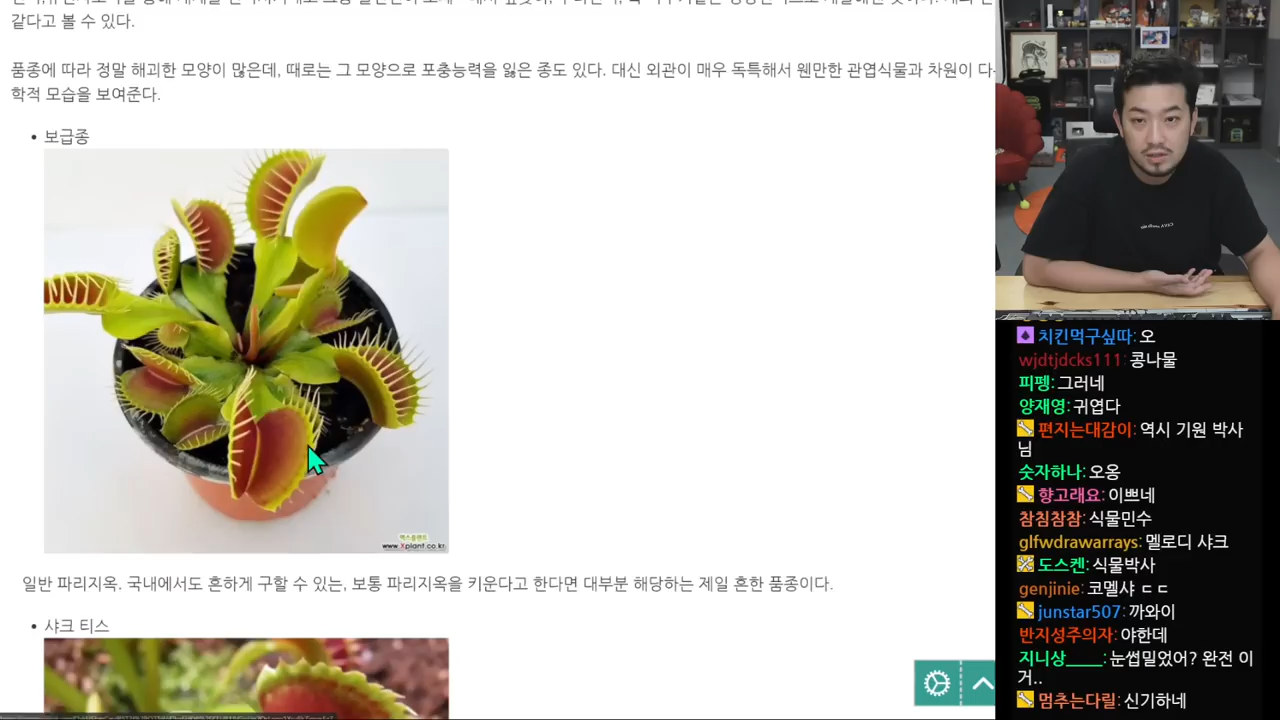 같다고 볼 수 있다.
품종에 따라 정말 해괴한 모양이 많은데, 때로는 그 모양으로 포충능력을 잃은 종도 있다. 대신 외관이 매우 독특해서 웬만한 관엽식물과 차원이 다
학적 모습을 보여준다.
• 보급종
엑스플랜트
www.Xplant.co.kr
일반 파리지옥. 국내에서도 흔하게 구할 수 있는, 보통 파리지옥을 키운다고 한다면 대부분 해당하는 제일 흔한 품종이다.
• 샤크 티스
치킨먹구싶따: 오
wjdtjdcks111: 콩나물
피펭: 그러네
양재영: 귀엽다
편지는대감이: 역시 기원 박사
님
숫자하나: 오옹
향고래요: 이쁘네
참침참참: 식물민수
glfwdrawarrays: 멜로디 샤크
도스켄: 식물박사
genjinie: 코멜샤 ㄷㄷ
junstar507: 까와이
반지성주의자: 야한데
지니상____: 눈썹밀었어? 완전 이
거..
멈추는다릴: 신기하네